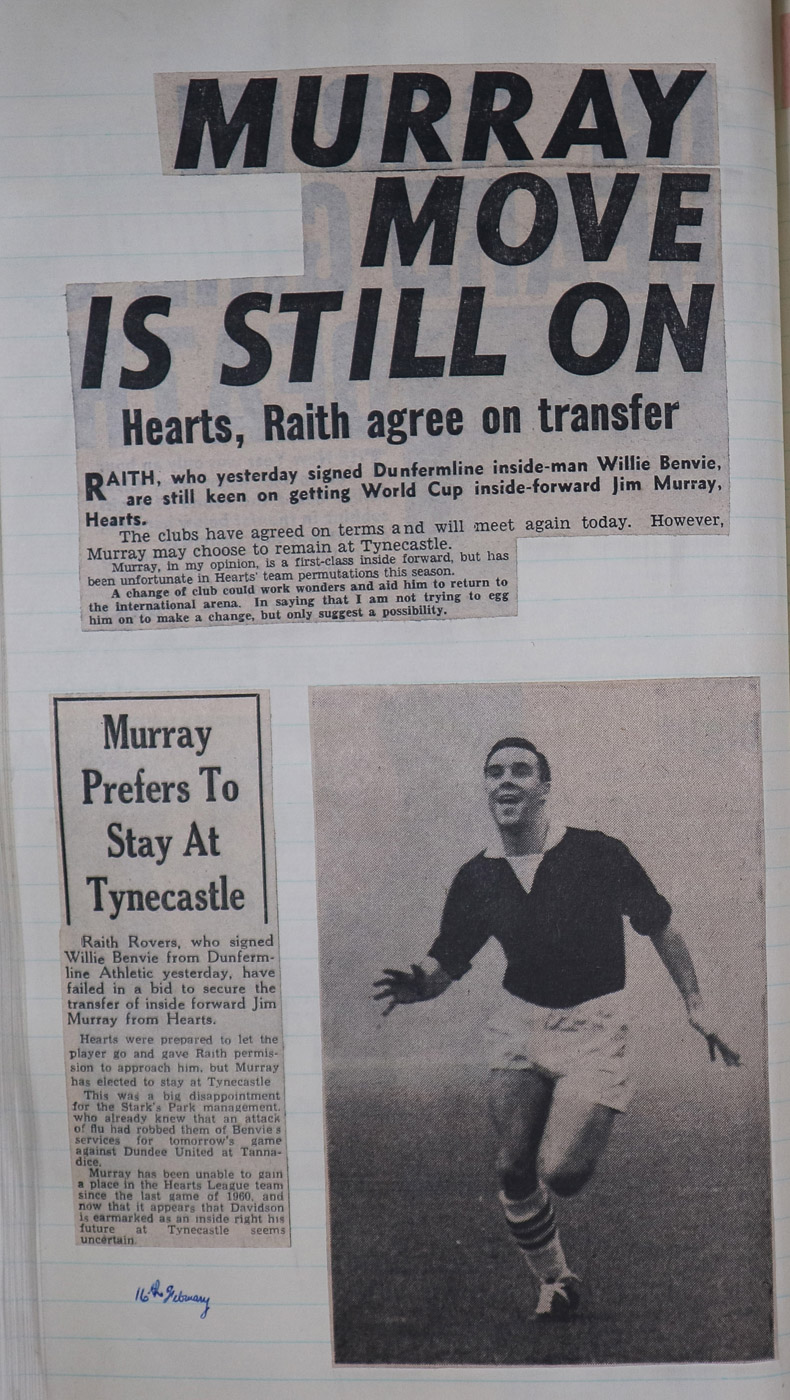 MURRAY
MOVE
IS STILL ON
Hearts, Raith agree on transfer
RAITH, who yesterday signed Dunfermline inside-man Willie Benvie,
are still keen on getting World Cup inside-forward Jim Murray,
Hearts.
The clubs have agreed on terms and will meet again today. However,
Murray may choose to remain at Tynecastle.
Murray, in my opinion, is a first-class inside forward, but has
been unfortunate in Hearts' team permutations this season.
A change of club could work wonders and aid him to return to
the international arena. In saying that I am not trying to egg
him on to make a change, but only suggest a possibility.
Murray
Prefers To
Stay At
Tynecastle
Raith Rovers, who signed
Willie Benvie from Dunferm-
line Athletic yesterday, have
failed in a bid to secure the
transfer of inside forward Jim
Murray from Hearts.
Hearts were prepared to let the
player go and gave Raith permis-
sion to approach him, but Murray
has elected to stay at Tynecastle
This was a big disappointment
for the Stark's Park management,
who already knew that an attack
of flu had robbed them of Benvie's
services for tomorrow's game
against Dundee United at Tanna-
dice.
Murray has been unable to gain
a place in the Hearts League team
since the last game of 1960, and
now that it appears that Davidson
is earmarked as an inside right his
future at Tynecastle seems
uncertain.
16th February